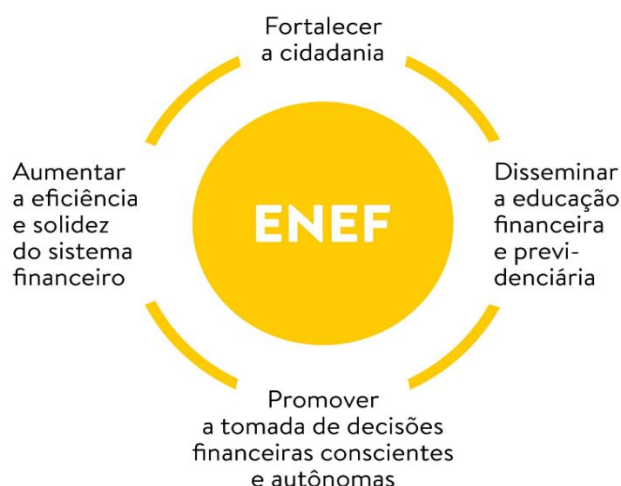 Fortalecer
a cidadania
Aumentar
a eficiência
e solidez
do sistema
financeiro
ENEF
Disseminar
a educação
financeira
e previ-
denciária
Promover
a tomada de decisões
financeiras conscientes
e autônomas